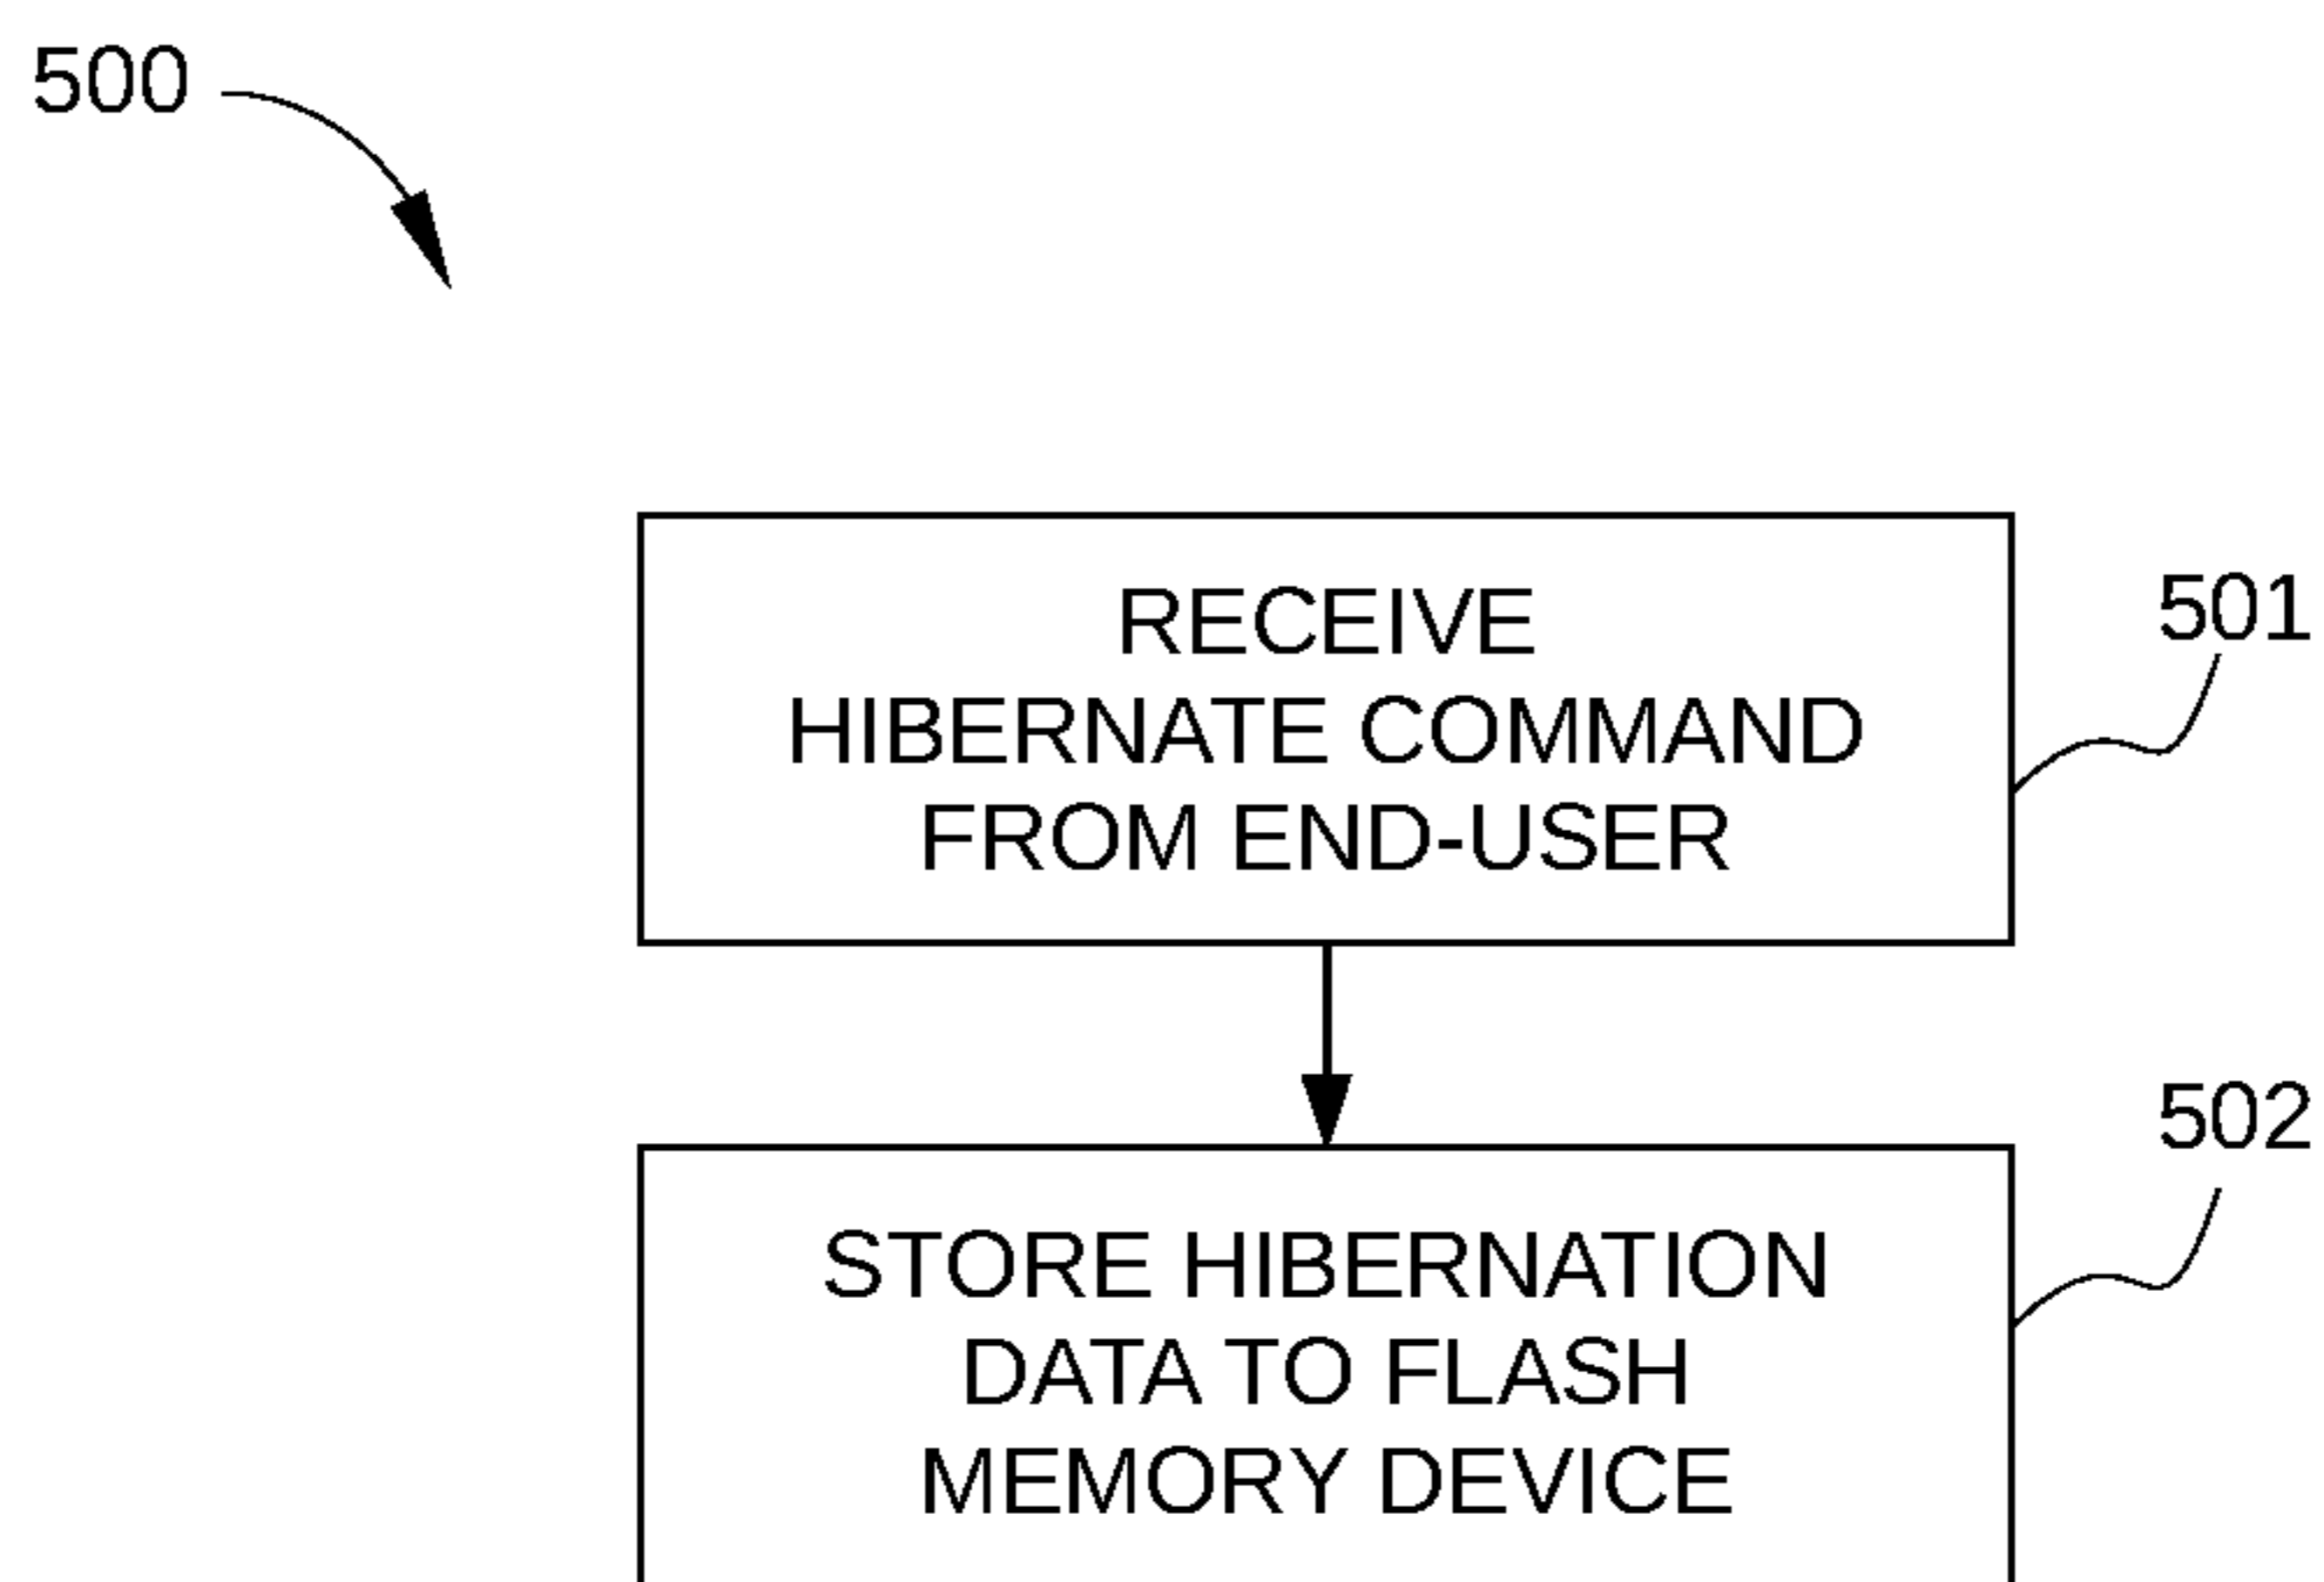 500
RECEIVE
HIBERNATE COMMAND
FROM END-USER
501
502
STORE HIBERNATION
DATA TO FLASH
MEMORY DEVICE